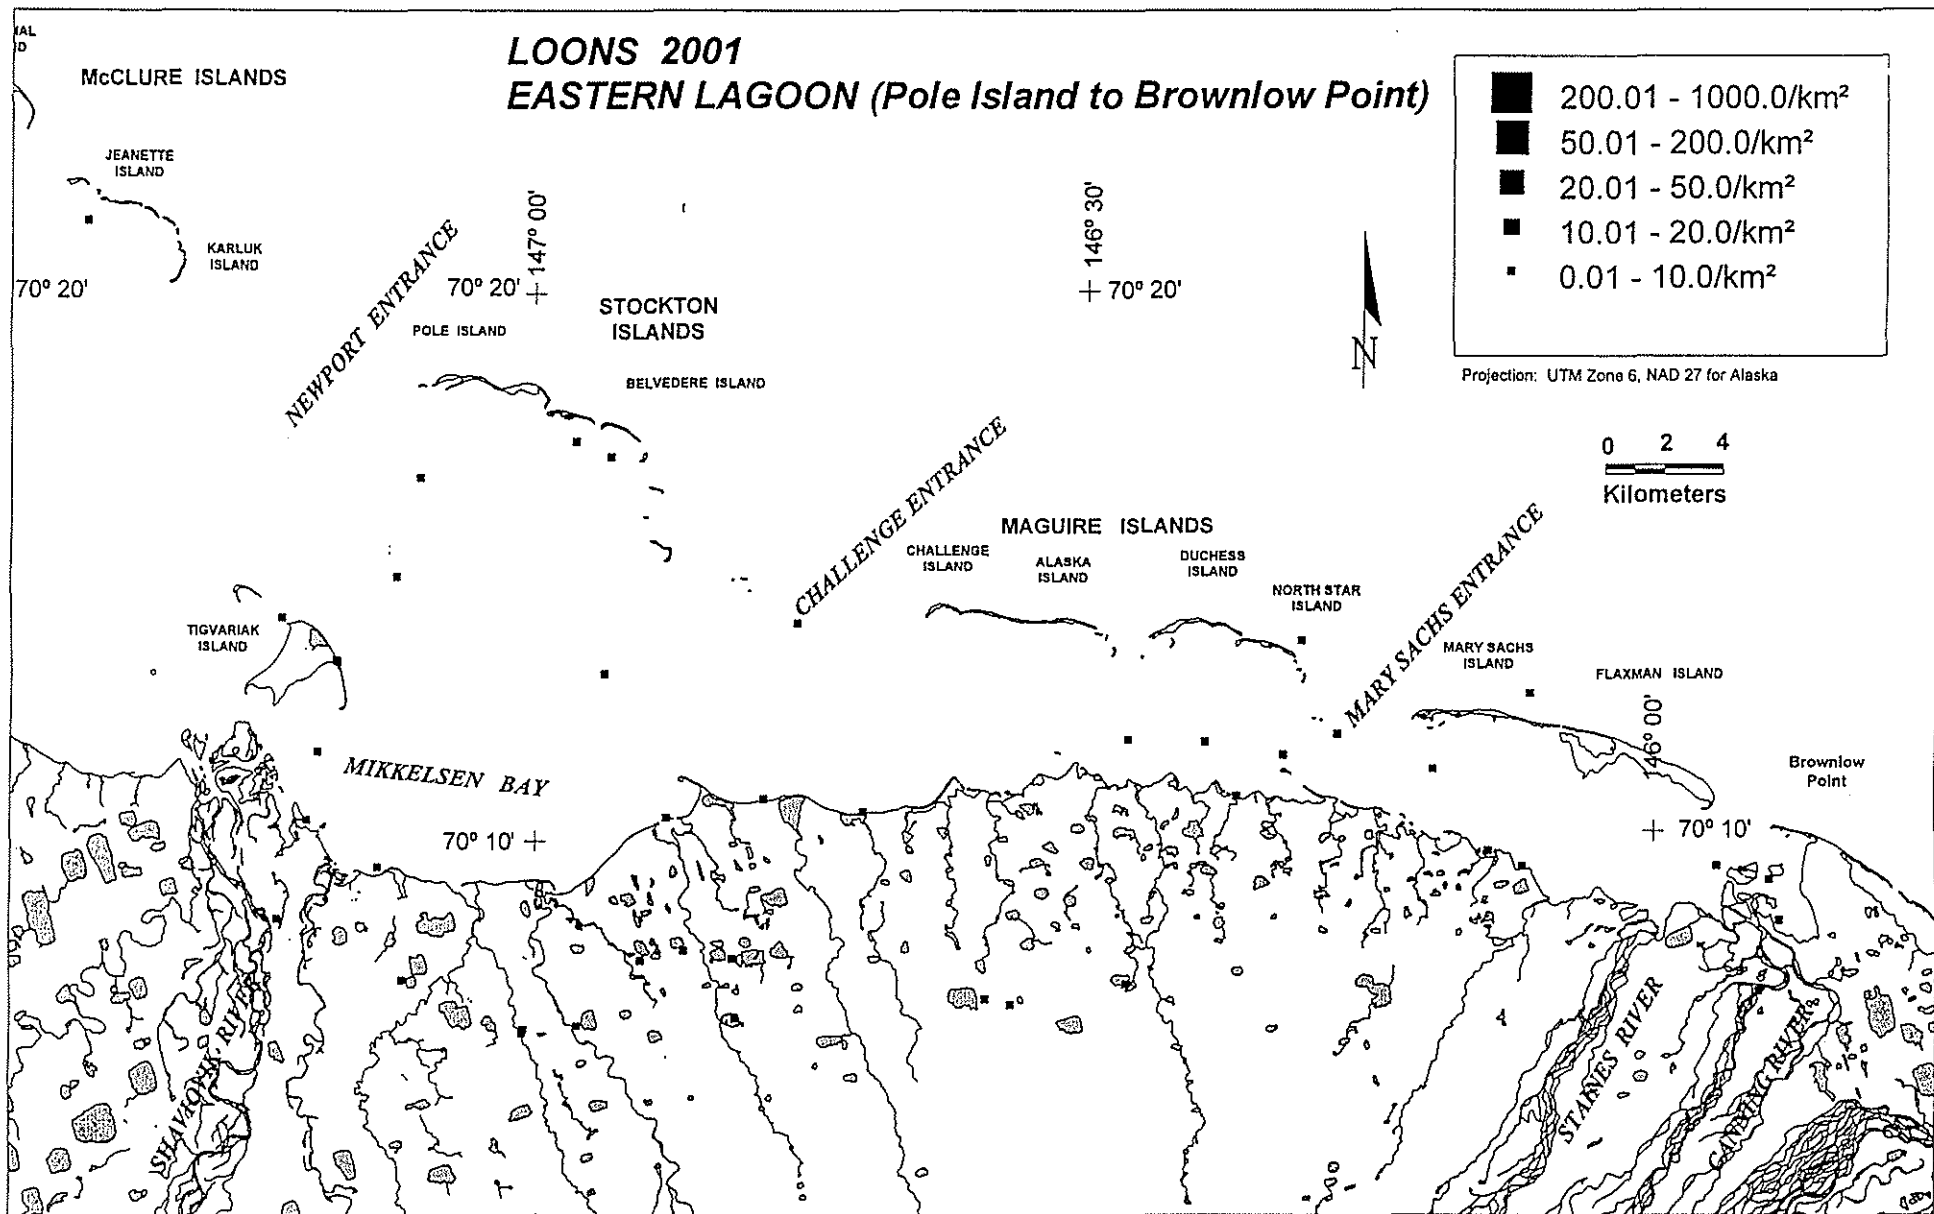 LOONS 2001
EASTERN LAGOON (Pole Island to Brownlow Point)
McCLURE ISLANDS
JEANETTE
ISLAND
KARLUK
ISLAND
70° 20'
NEWPORT ENTRANCE
70° 20'
147° 00'
146° 30'
70° 20'
STOCKTON
ISLANDS
POLE ISLAND
BELVEDERE ISLAND
N
200.01 - 1000.0/km²
50.01 - 200.0/km²
20.01 - 50.0/km²
10.01 - 20.0/km²
0.01 - 10.0/km²
Projection: UTM Zone 6, NAD 27 for Alaska
0 2 4
Kilometers
CHALLENGE ENTRANCE
MAGUIRE ISLANDS
CHALLENGE
ISLAND
ALASKA
ISLAND
DUCHESS
ISLAND
NORTH STAR
ISLAND
MARY SACHS ENTRANCE
MARY SACHS
ISLAND
FLAXMAN ISLAND
146° 00'
TIGVARIAK
ISLAND
MIKKELSEN BAY
Brownlow
Point
70° 10'
70° 10'
SHAVIOVIK RIVER
STAINES RIVER
CANNING RIVER